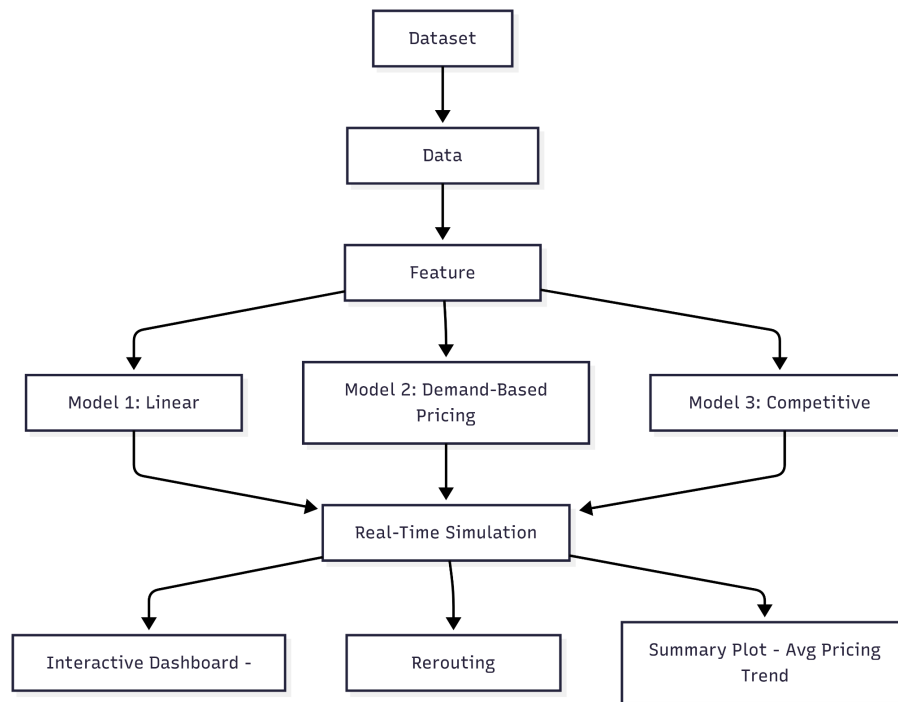 Dataset
Data
Feature
Model 1: Linear
Model 2: Demand-Based
Pricing
Model 3: Competitive
Real-Time Simulation
Interactive Dashboard -
Rerouting
Summary Plot - Avg Pricing
Trend